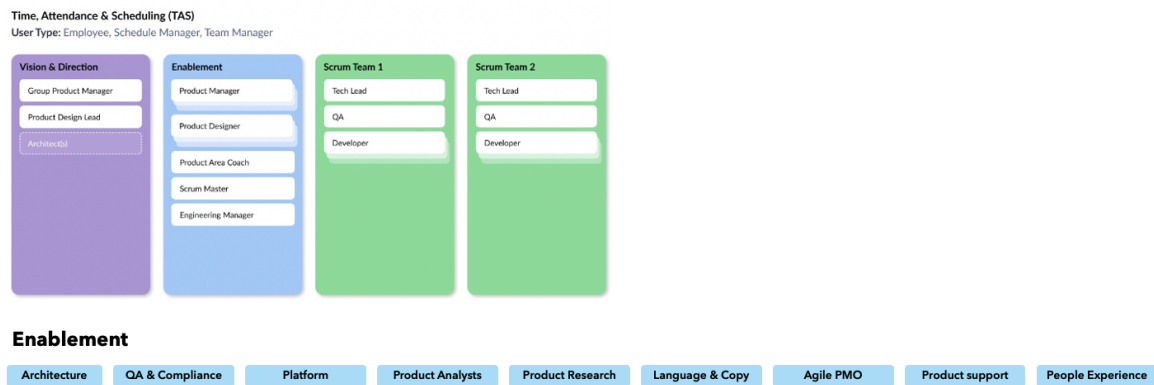 Time, Attendance & Scheduling (TAS)
User Type: Employee, Schedule Manager, Team Manager
Vision & Direction
Group Product Manager
Product Design Lead
Architect(s)
Enablement
Product Manager
Product Designer
Product Area Coach
Scrum Master
Engineering Manager
Scrum Team 1
Tech Lead
QA
Developer
Scrum Team 2
Tech Lead
QA
Developer
Enablement
Architecture
QA & Compliance
Platform
Product Analysts
Product Research
Language & Copy
Agile PMO
Product support
People Experience